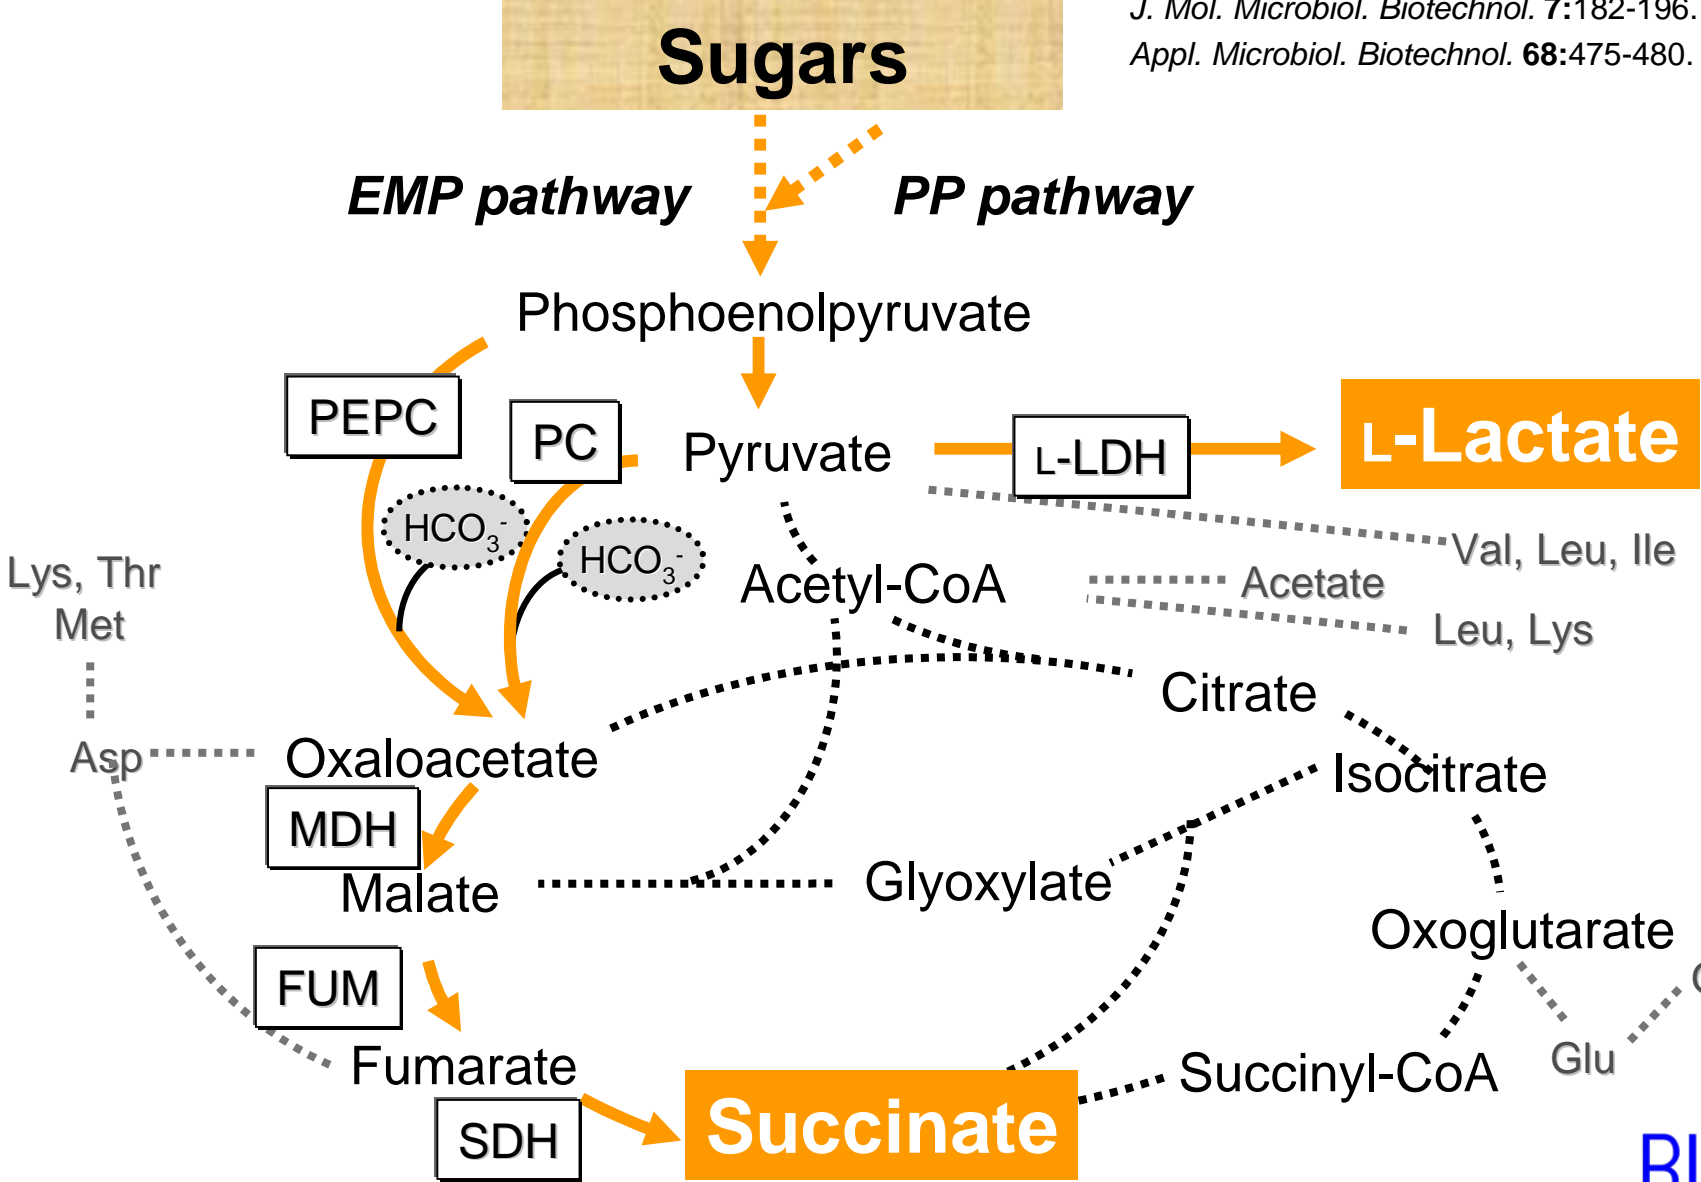 J. Mol. Microbiol. Biotechnol. 7:182-196.
Appl. Microbiol. Biotechnol. 68:475-480.
Sugars
EMP pathway
PP pathway
Phosphoenolpyruvate
PEPC
PC
Pyruvate
L-LDH
L-Lactate
HCO3-
HCO3-
Val, Leu, Ile
Lys, Thr
Met
Acetyl-CoA
Acetate
Leu, Lys
Citrate
Asp
Oxaloacetate
Isocitrate
MDH
Malate
Glyoxylate
Oxoglutarate
FUM
Fumarate
Succinyl-CoA
Glu
SDH
Succinate